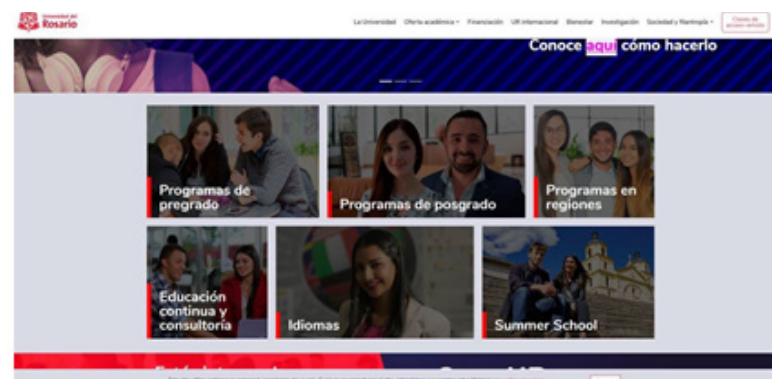 Universidad del
Rosario
La Universidad Oferta académica Financiación UR internacional Bienestar Investigación Sociedad y filantropía
Conoce aquí cómo hacerlo
Programas de
pregrado
Programas de posgrado
Programas en
regiones
Educación
continua y
consultoría
Idiomas
Summer School